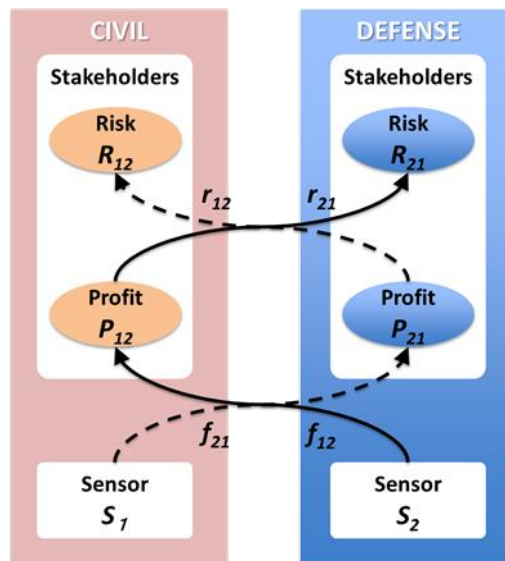 CIVIL
DEFENSE
Stakeholders
Stakeholders
Risk
R12
Risk
R21
r12
r21
Profit
P12
Profit
P21
f21
f12
Sensor
S1
Sensor
S2